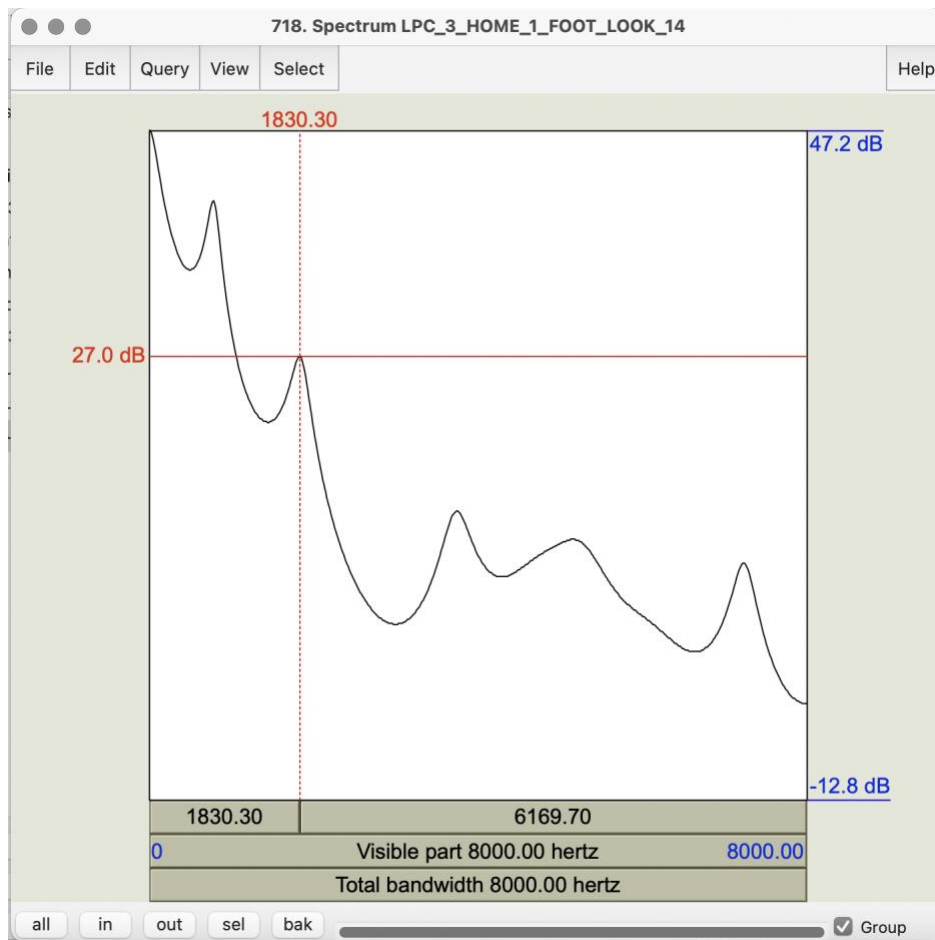 718. Spectrum LPC_3_HOME_1_FOOT_LOOK_14
File Edit Query View Select Help
1830.30
47.2 dB
27.0 dB
-12.8 dB
1830.30 6169.70
0 Visible part 8000.00 hertz 8000.00
Total bandwidth 8000.00 hertz
all in out sel bak Group